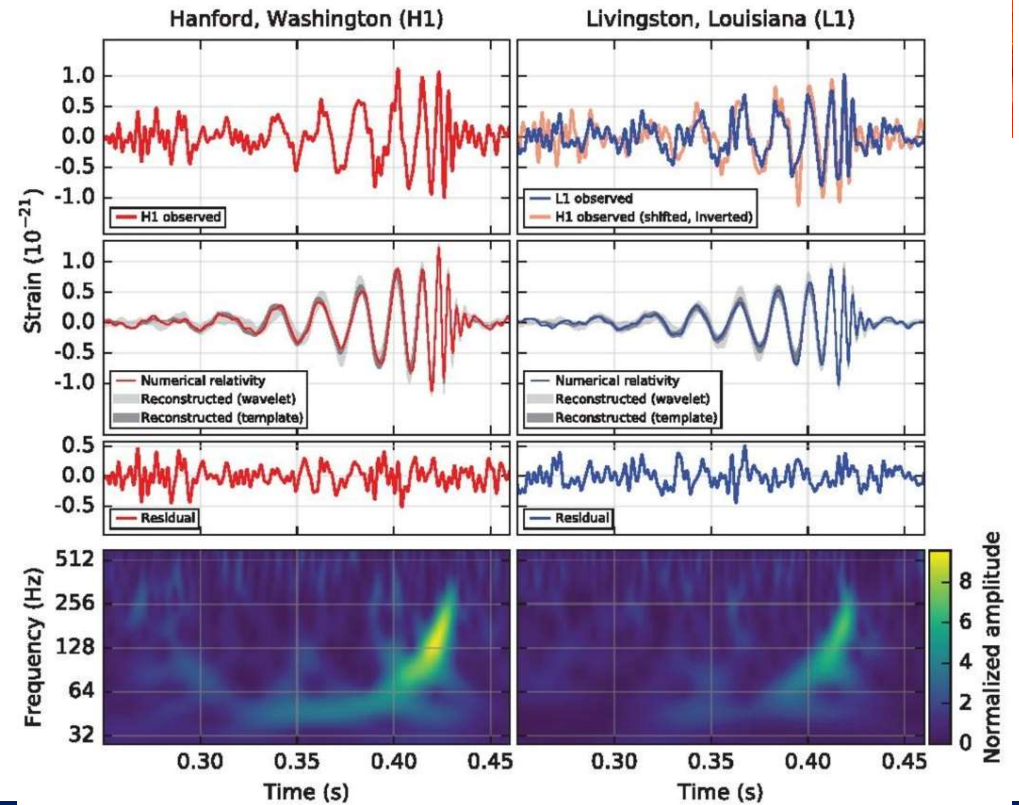 Hanford, Washington (H1)
Livingston, Louisiana (L1)
Strain (10⁻²¹)
1.0
0.5
0.0
-0.5
-1.0
H1 observed
L1 observed
H1 observed (shifted, inverted)
1.0
0.5
0.0
-0.5
-1.0
Numerical relativity
Reconstructed (wavelet)
Reconstructed (template)
Numerical relativity
Reconstructed (wavelet)
Reconstructed (template)
0.5
0.0
-0.5
Residual
Residual
Frequency (Hz)
512
256
128
64
32
Normalized amplitude
8
6
4
2
0
0.30 0.35 0.40 0.45
0.30 0.35 0.40 0.45
Time (s)
Time (s)